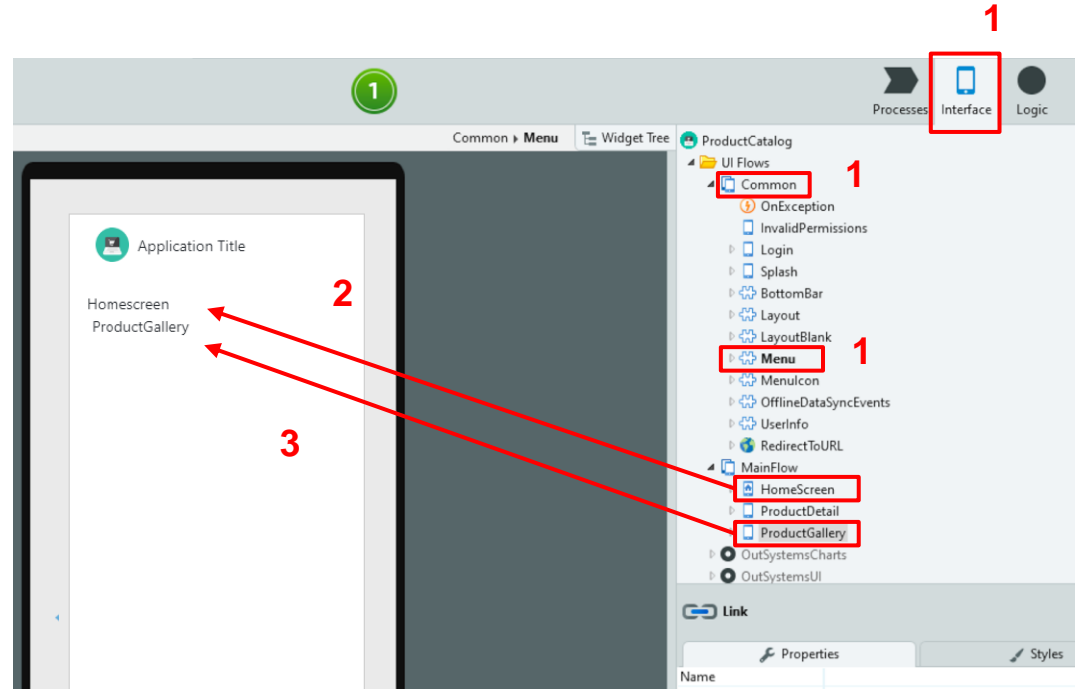 1
1
Processes
Interface
Logic
Common
Menu
Widget Tree
ProductCatalog
UI Flows
Common
1
OnException
InvalidPermissions
Login
Splash
BottomBar
Layout
LayoutBlank
Menu
1
MenuIcon
OfflineDataSyncEvents
UserInfo
RedirectToURL
MainFlow
HomeScreen
ProductDetail
ProductGallery
OutSystemsCharts
OutSystemsUI
Application Title
2
Homescreen
ProductGallery
3
Link
Properties
Styles
Name